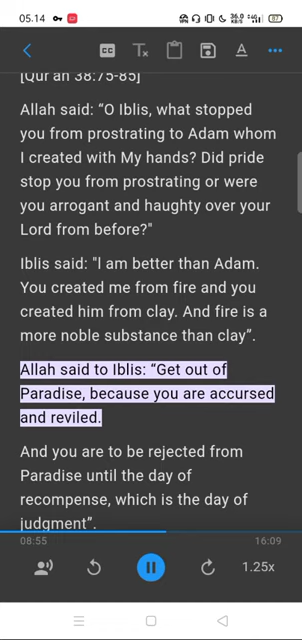 05.14
36.0
KB/S
CC
A
[Qur'an 38:75-85]
Allah said: “O Iblis, what stopped
you from prostrating to Adam whom
I created with My hands? Did pride
stop you from prostrating or were
you arrogant and haughty over your
Lord from before?"
Iblis said: "I am better than Adam.
You created me from fire and you
created him from clay. And fire is a
more noble substance than clay”.
Allah said to Iblis: “Get out of
Paradise, because you are accursed
and reviled.
And you are to be rejected from
Paradise until the day of
recompense, which is the day of
judgment”.
08:55
16:09
1.25x